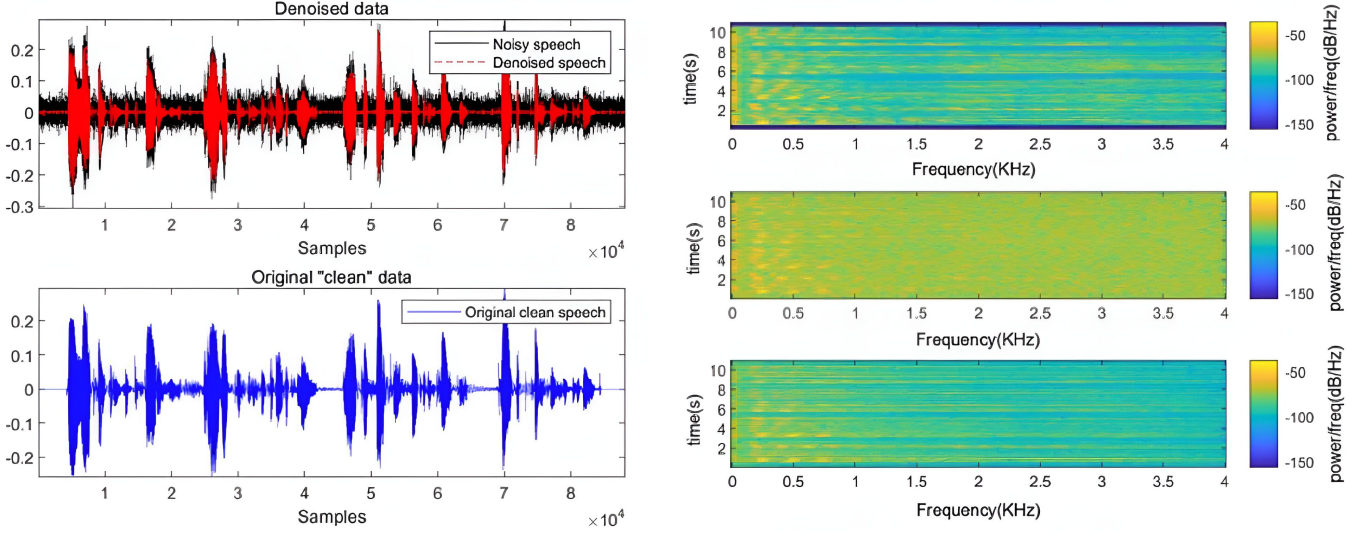 Denoised data
0.2
0.1
0
-0.1
-0.2
-0.3
Noisy speech
Denoised speech
1 2 3 4 5 6 7 8
Samples
×10⁴
Original "clean" data
0.2
0.1
0
-0.1
-0.2
Original clean speech
1 2 3 4 5 6 7 8
Samples
×10⁴
time(s)
10
8
6
4
2
0 0.5 1 1.5 2 2.5 3 3.5 4
Frequency(KHz)
-50
-100
-150
power/freq(dB/Hz)
time(s)
10
8
6
4
2
0 0.5 1 1.5 2 2.5 3 3.5 4
Frequency(KHz)
-50
-100
-150
power/freq(dB/Hz)
time(s)
10
8
6
4
2
0 0.5 1 1.5 2 2.5 3 3.5 4
Frequency(KHz)
-50
-100
-150
power/freq(dB/Hz)